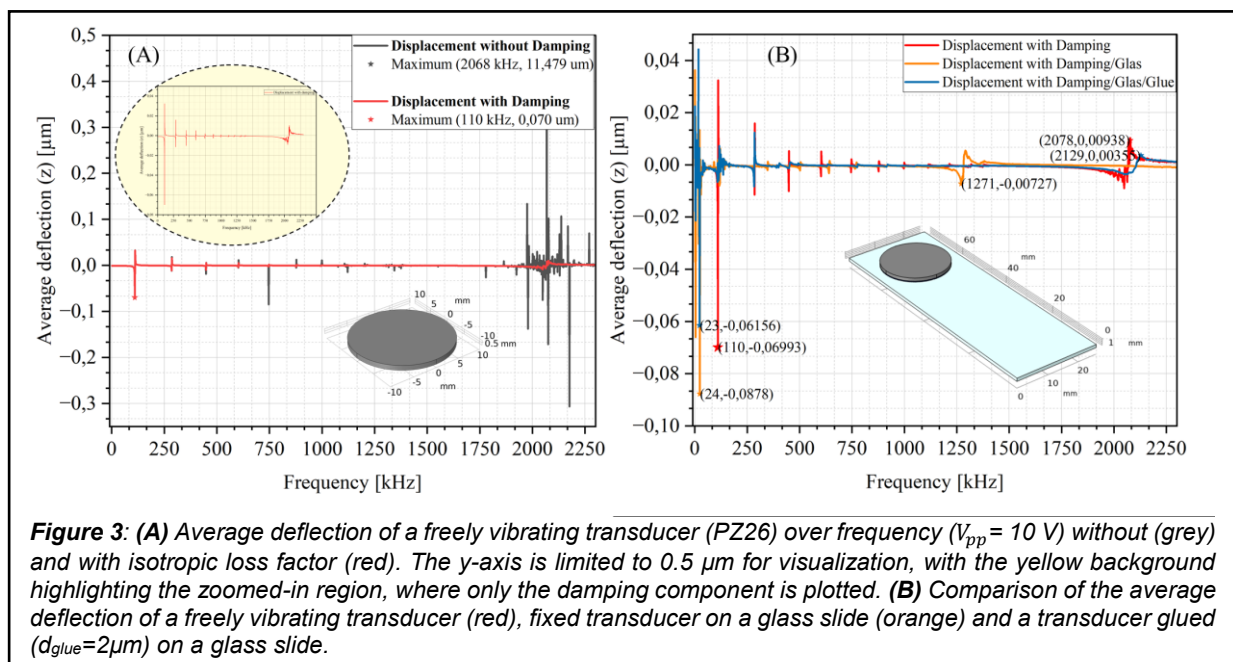 (A)
Displacement without Damping
Maximum (2068 kHz, 11,479 um)
Displacement with Damping
Maximum (110 kHz, 0,070 um)
Average deflection (z) [µm]
0,5
0,4
0,3
0,2
0,1
0,0
−0,1
−0,2
−0,3
0 250 500 750 1000 1250 1500 1750 2000 2250
Frequency [kHz]
Displacement with damping
Average deflection (z) [µm]
Frequency [kHz]
10
5
0
−5
−10
mm
0.5 mm
10
5
0
−5
−10
mm
(B)
Displacement with Damping
Displacement with Damping/Glas
Displacement with Damping/Glas/Glue
Average deflection (z) [µm]
0,04
0,02
0,00
−0,02
−0,04
−0,06
−0,08
−0,10
(2078,0,00938)
(2129,0,00355)
(1271,-0,00727)
(23,-0,06156)
(110,-0,06993)
(24,-0,0878)
60
mm
40
20
0
1
mm
20
10
mm
0
0 250 500 750 1000 1250 1500 1750 2000 2250
Frequency [kHz]
Figure 3: (A) Average deflection of a freely vibrating transducer (PZ26) over frequency (Vpp = 10 V) without (grey)
and with isotropic loss factor (red). The y-axis is limited to 0.5 µm for visualization, with the yellow background
highlighting the zoomed-in region, where only the damping component is plotted. (B) Comparison of the average
deflection of a freely vibrating transducer (red), fixed transducer on a glass slide (orange) and a transducer glued
(dglue=2µm) on a glass slide.